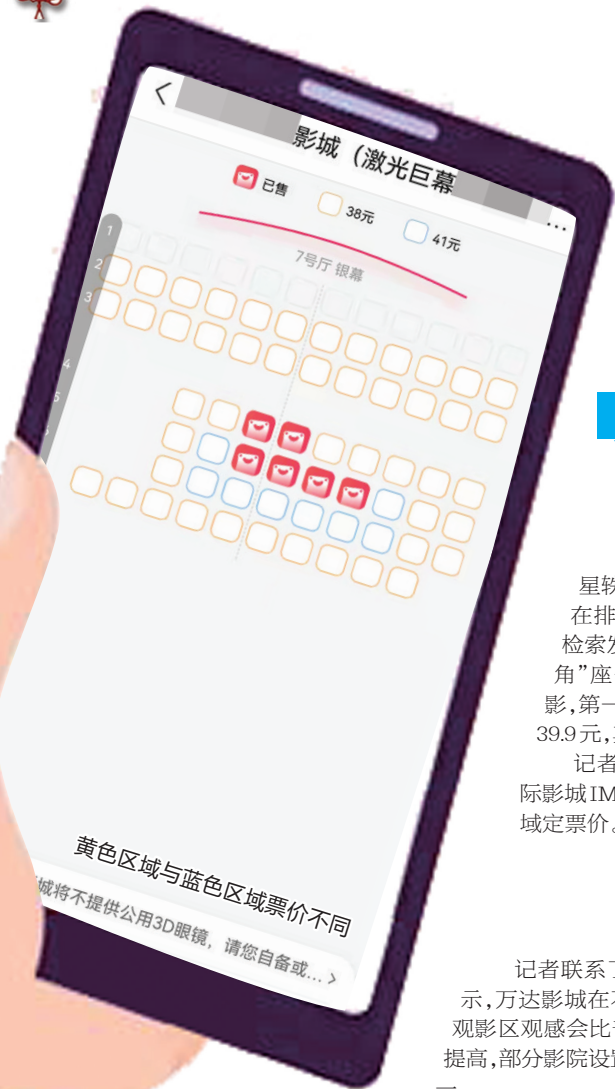 影城（激光巨幕
已售 38元 41元
7号厅 银幕
1
2
3
4
5
黄色区域与蓝色区域票价不同
城将不提供公用3D眼镜，请您自备或...
在排
检索发
角”座
影,第一
39.9元,
记者
际影城IM
域定票价。
记者联系了
示,万达影城在
观影区观感会比
提高,部分影院设置